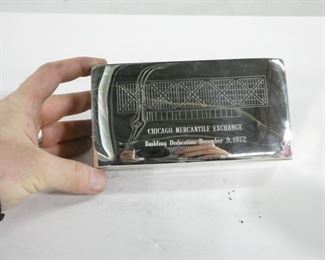 CHICAGO MERCANTILE EXCHANGE
Building Dedication December 9, 1972